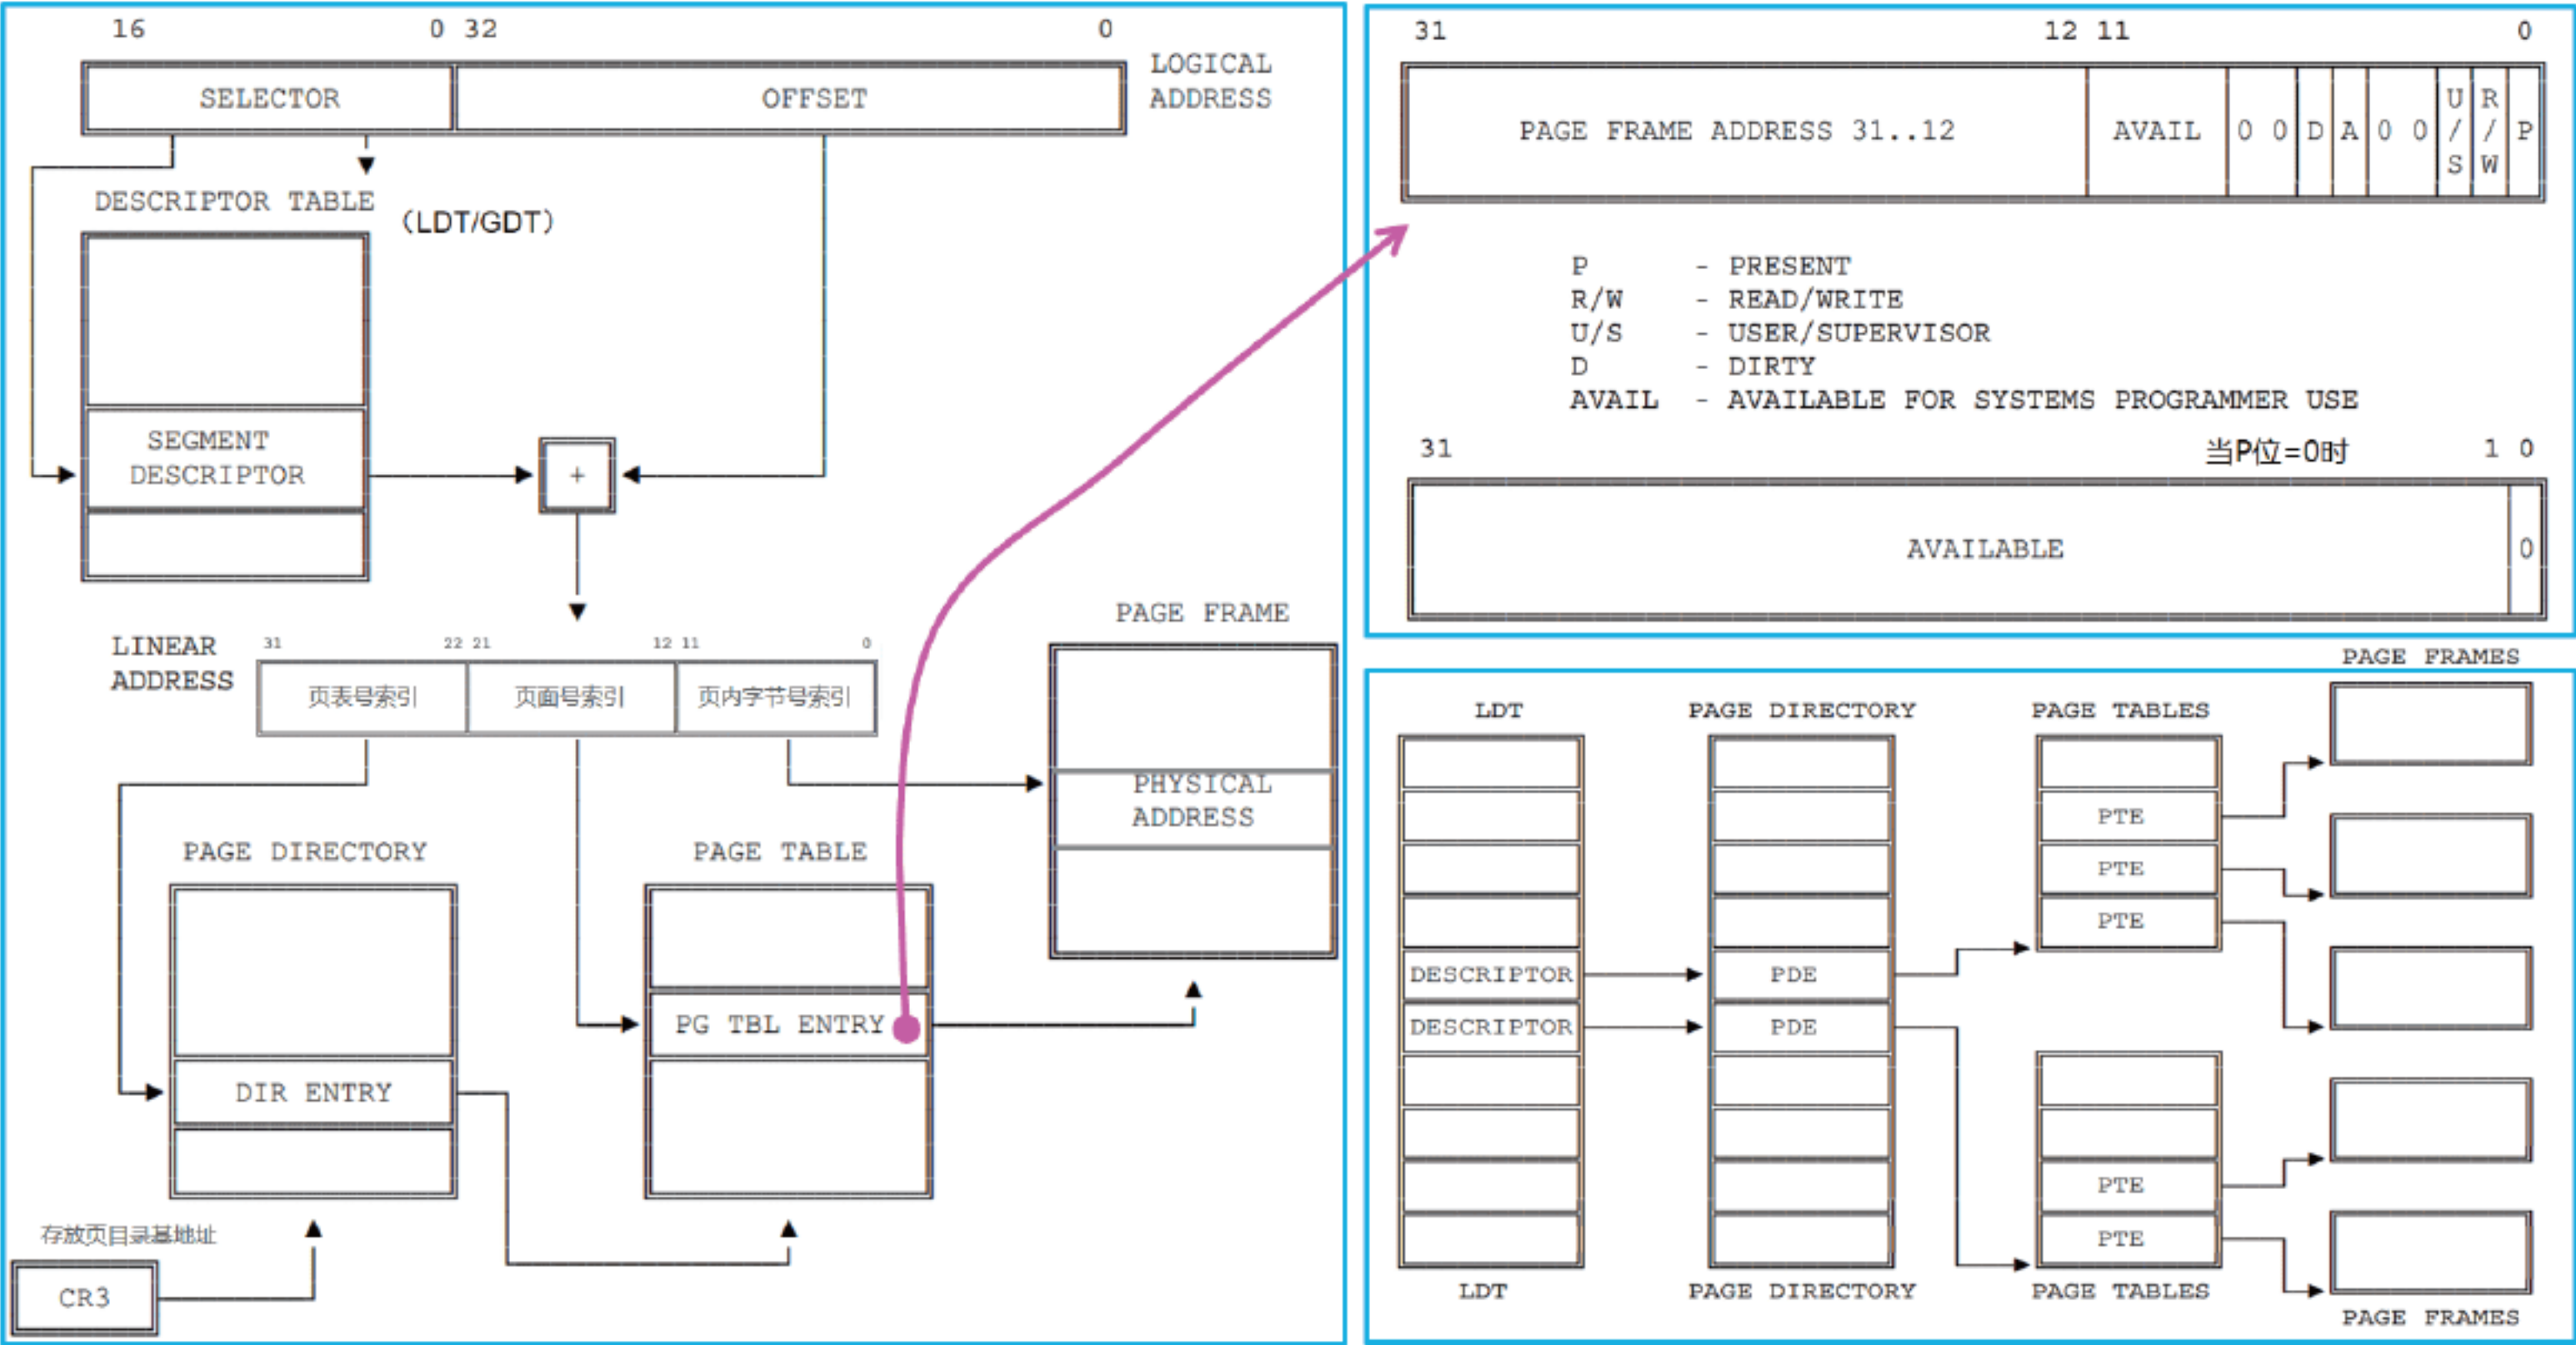 16 0 32 0
SELECTOR OFFSET
LOGICAL
ADDRESS
DESCRIPTOR TABLE
(LDT/GDT)
SEGMENT
DESCRIPTOR
+
LINEAR
ADDRESS
31 22 21 12 11 0
页表号索引 页面号索引 页内字节号索引
PAGE FRAME
PHYSICAL
ADDRESS
PAGE DIRECTORY
PAGE TABLE
PG TBL ENTRY
DIR ENTRY
存放页目录基地址
CR3
31 12 11 0
PAGE FRAME ADDRESS 31..12 AVAIL 0 0 D A 0 0 U/S R/W P
P - PRESENT
R/W - READ/WRITE
U/S - USER/SUPERVISOR
D - DIRTY
AVAIL - AVAILABLE FOR SYSTEMS PROGRAMMER USE
31 当P位=0时 1 0
AVAILABLE 0
PAGE FRAMES
LDT PAGE DIRECTORY PAGE TABLES
PTE
PTE
PTE
DESCRIPTOR PDE
DESCRIPTOR PDE
PTE
PTE
LDT PAGE DIRECTORY PAGE TABLES
PAGE FRAMES